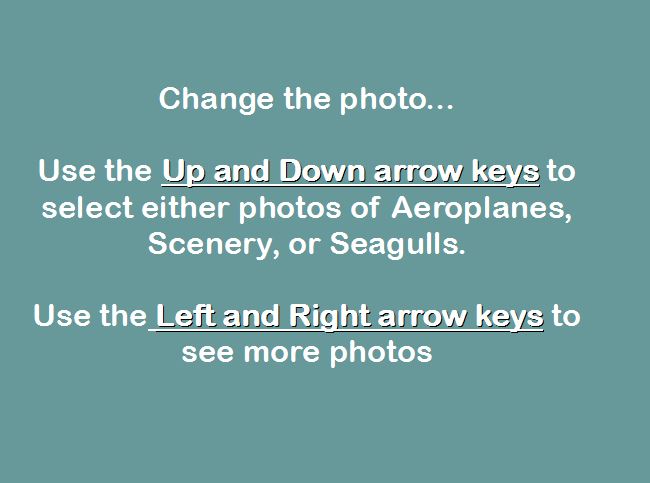 Change the photo...
Use the Up and Down arrow keys to
select either photos of Aeroplanes,
Scenery, or Seagulls.
Use the Left and Right arrow keys to
see more photos